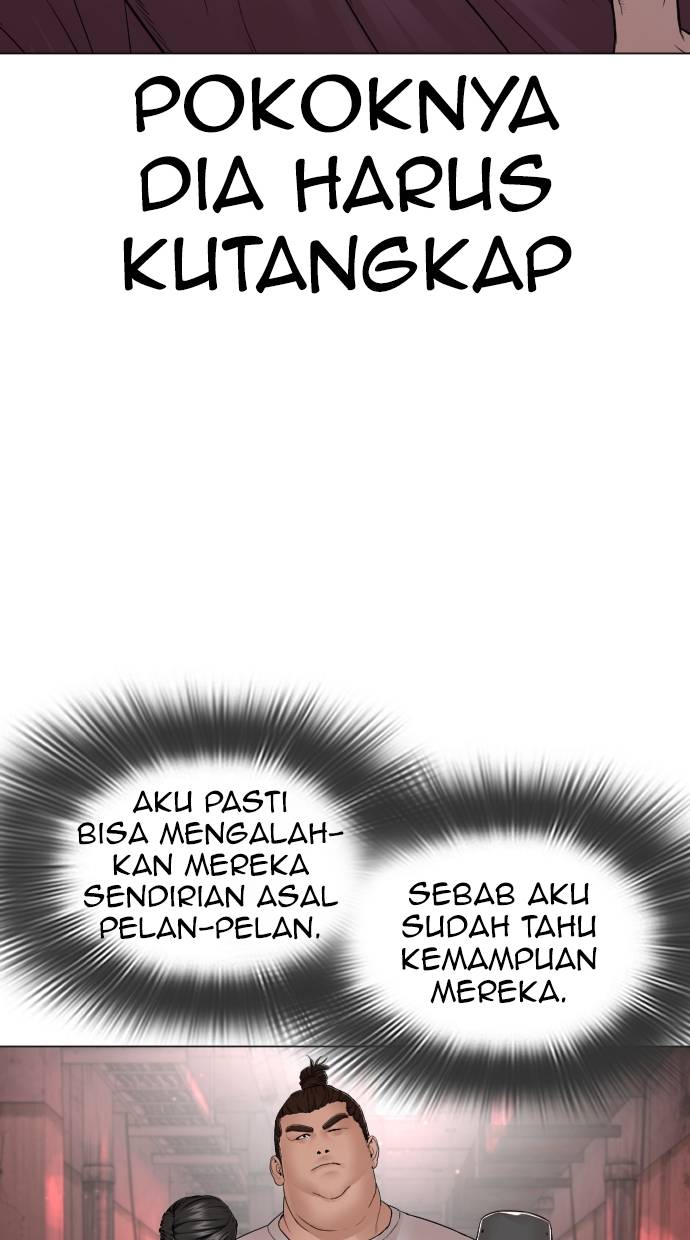 POKOKNYA
DIA HARUS
KUTANGKAP
AKU PASTI
BISA MENGALAH-
KAN MEREKA
SENDIRIAN ASAL
PELAN-PELAN.
SEBAB AKU
SUDAH TAHU
KEMAMPUAN
MEREKA.